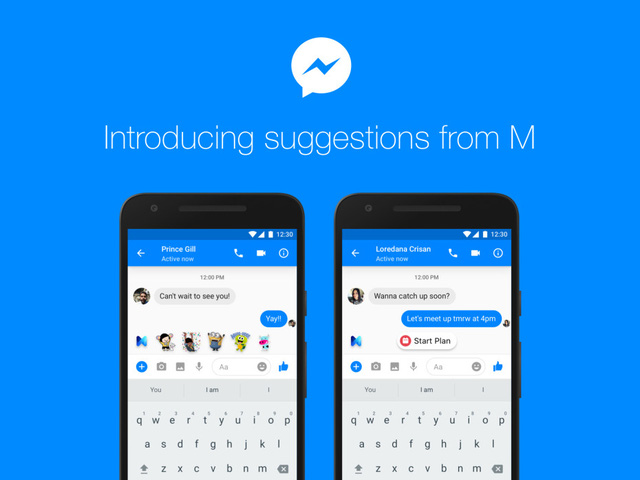 Introducing suggestions from M
12:30
Prince Gill
Active now
12:00 PM
Can't wait to see you!
Yay!!
Aa
You I am I
1 2 3 4 5 6 7 8 9 0
q w e r t y u i o p
a s d f g h j k l
z x c v b n m
12:30
Loredana Crisan
Active now
12:00 PM
Wanna catch up soon?
Let's meet up tmrw at 4pm
Start Plan
Aa
You I am I
1 2 3 4 5 6 7 8 9 0
q w e r t y u i o p
a s d f g h j k l
z x c v b n m